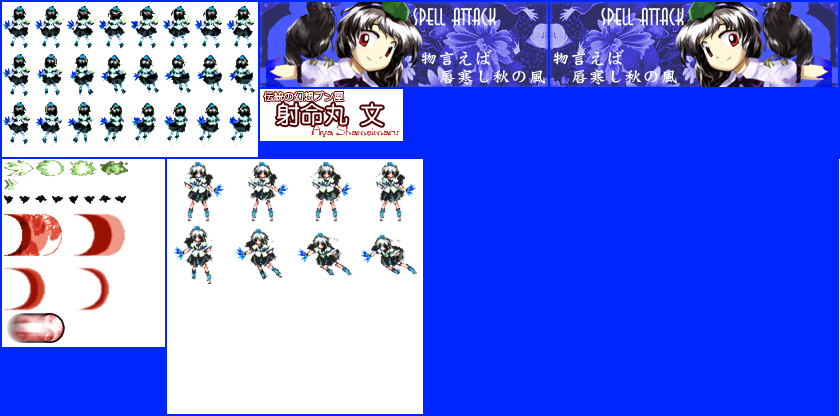 SPELL ATTACK
物言えば
唇寒し秋の風
SPELL ATTACK
物言えば
唇寒し秋の風
伝統の幻想ブン屋
射命丸 文
Aya Shameimaru